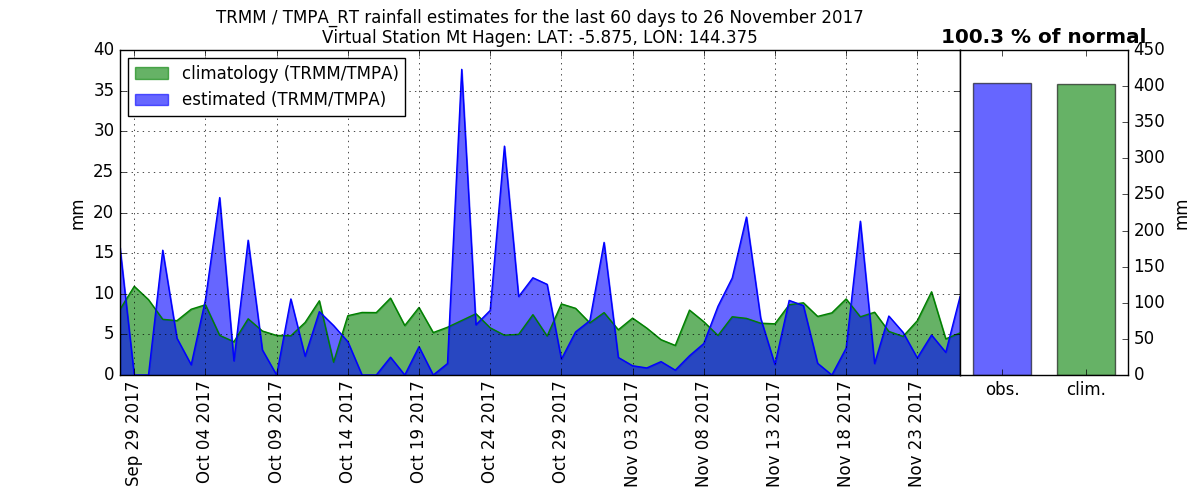 TRMM / TMPA_RT rainfall estimates for the last 60 days to 26 November 2017
Virtual Station Mt Hagen: LAT: -5.875, LON: 144.375
100.3 % of normal
climatology (TRMM/TMPA)
estimated (TRMM/TMPA)
40
35
30
25
20
15
10
5
0
mm
450
400
350
300
250
200
150
100
50
0
mm
Sep 29 2017
Oct 04 2017
Oct 09 2017
Oct 14 2017
Oct 19 2017
Oct 24 2017
Oct 29 2017
Nov 03 2017
Nov 08 2017
Nov 13 2017
Nov 18 2017
Nov 23 2017
obs.
clim.